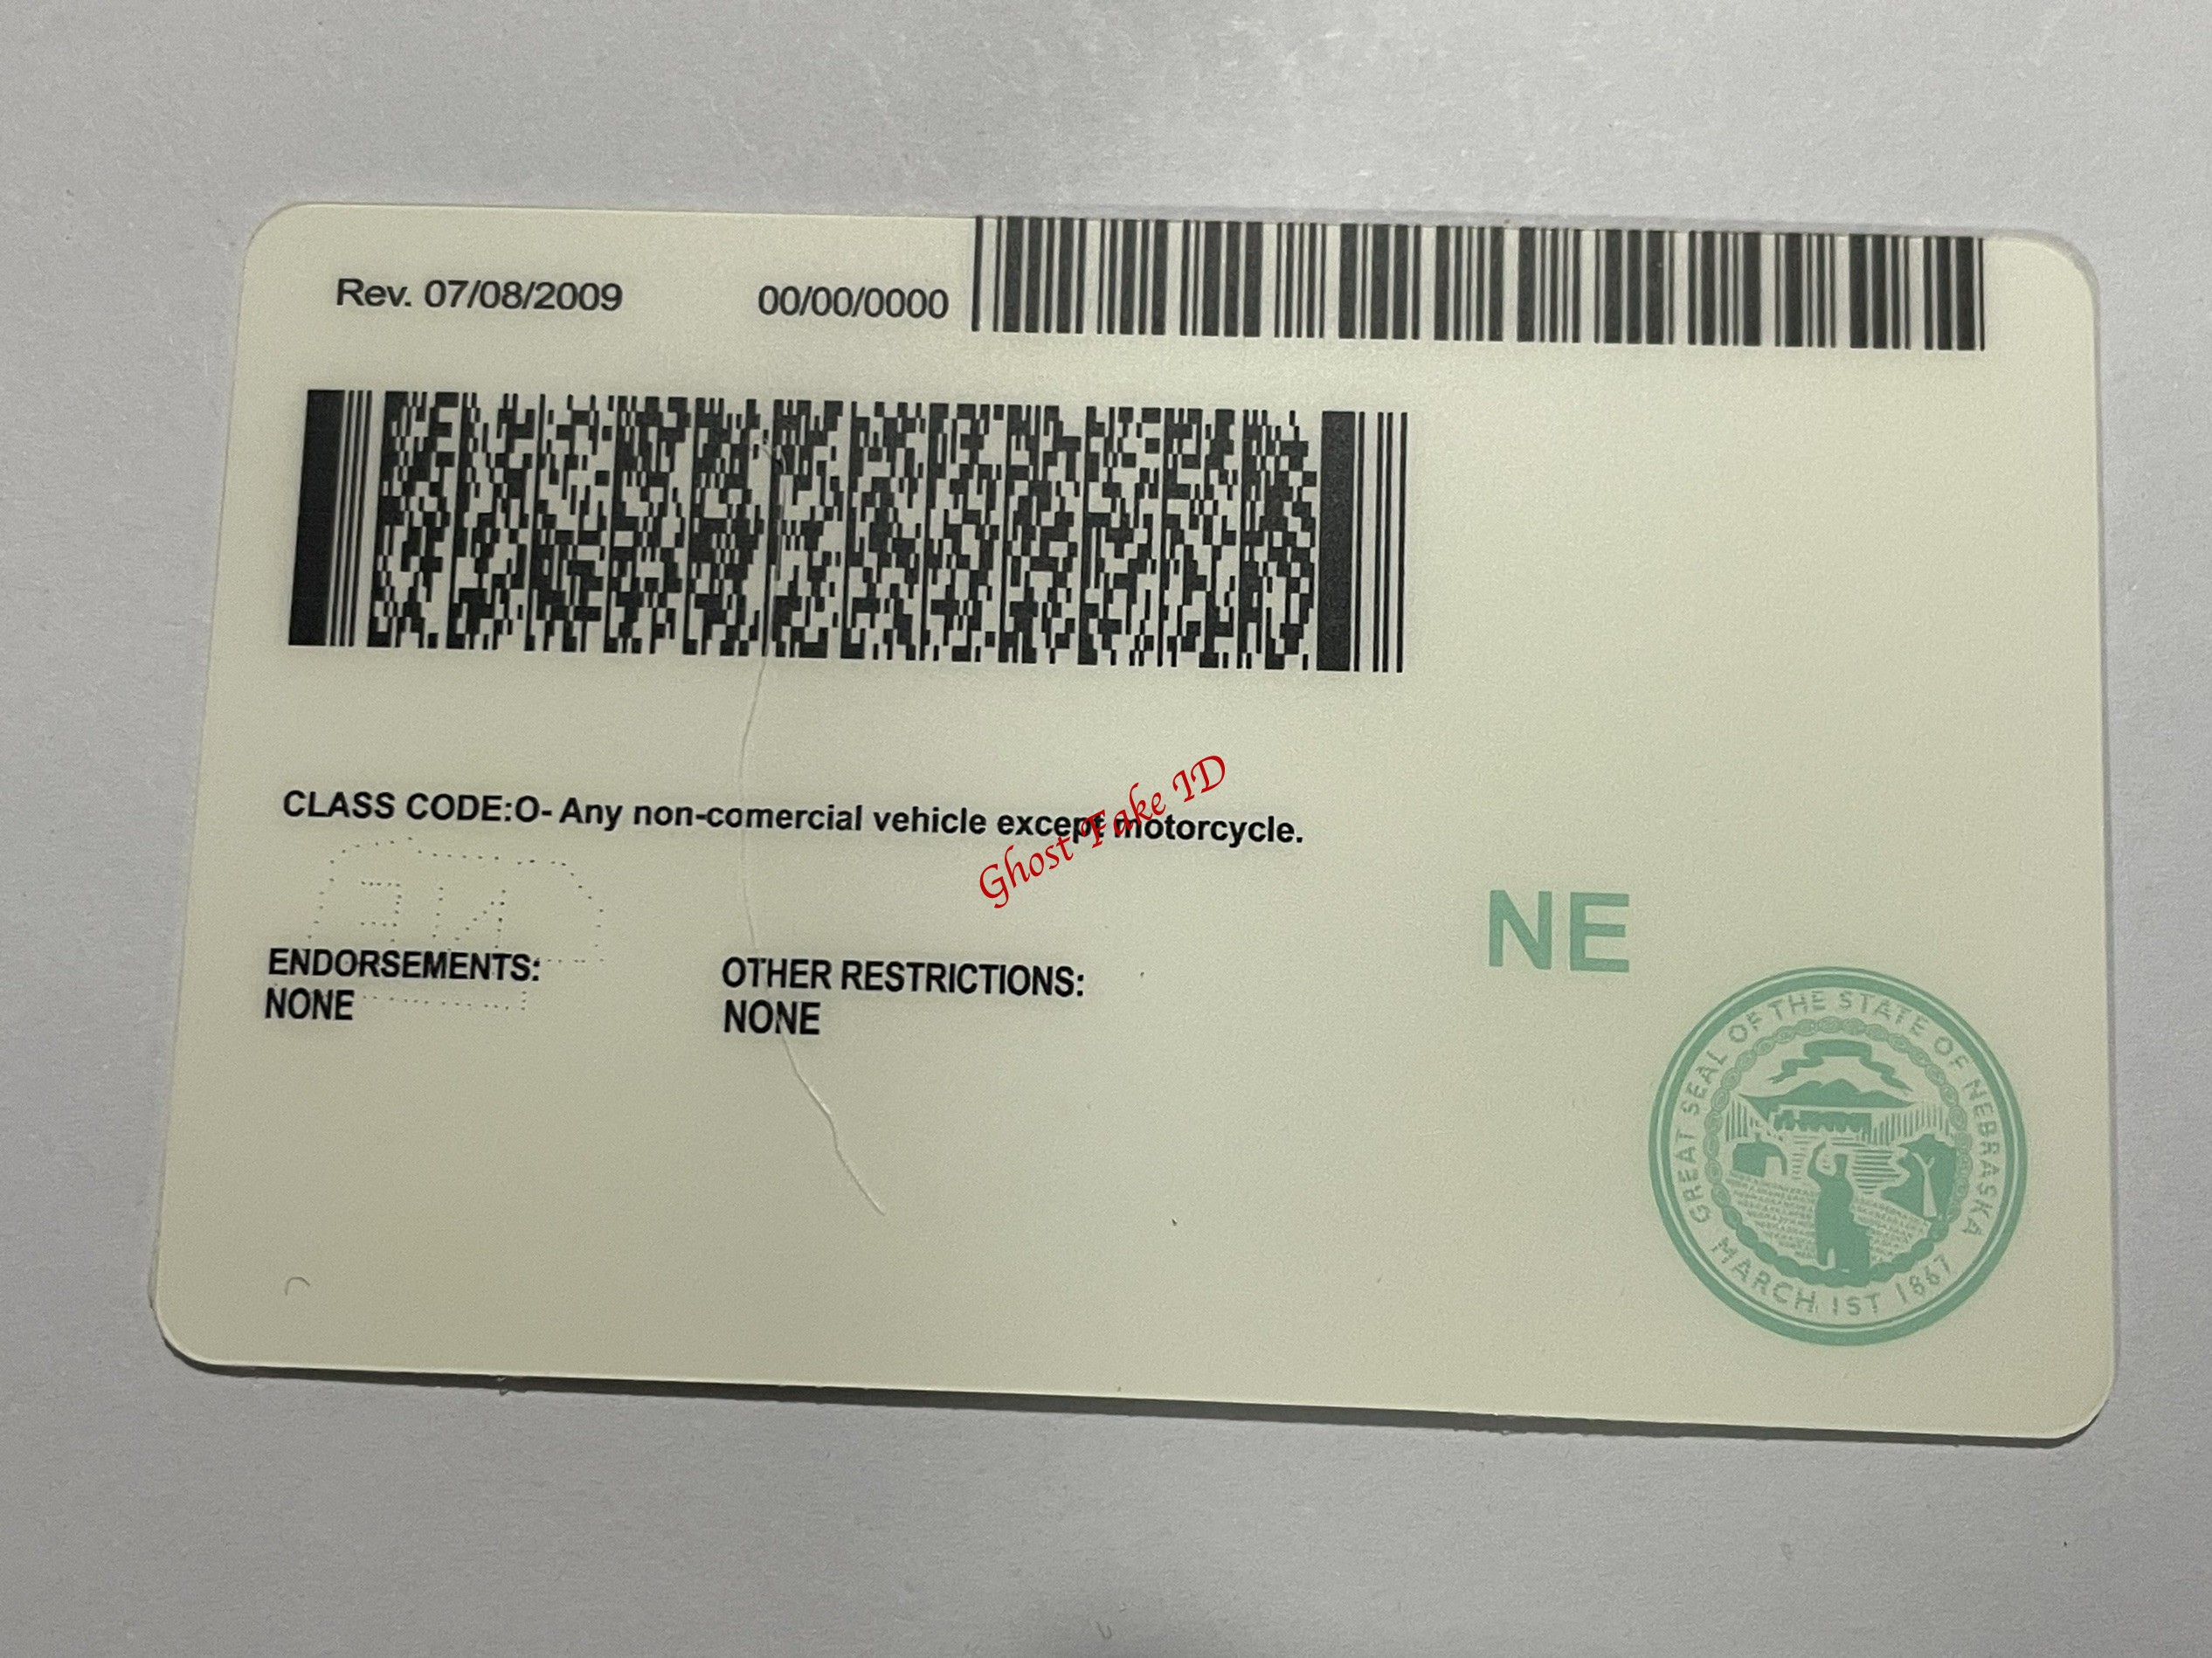 Rev. 07/08/2009 00/00/0000
CLASS CODE:O- Any non-comercial vehicle except motorcycle.
Ghost Fake ID
NE
ENDORSEMENTS:
NONE
OTHER RESTRICTIONS:
NONE
NE
GREAT SEAL OF THE STATE OF NEBRASKA
MARCH 1ST 1867